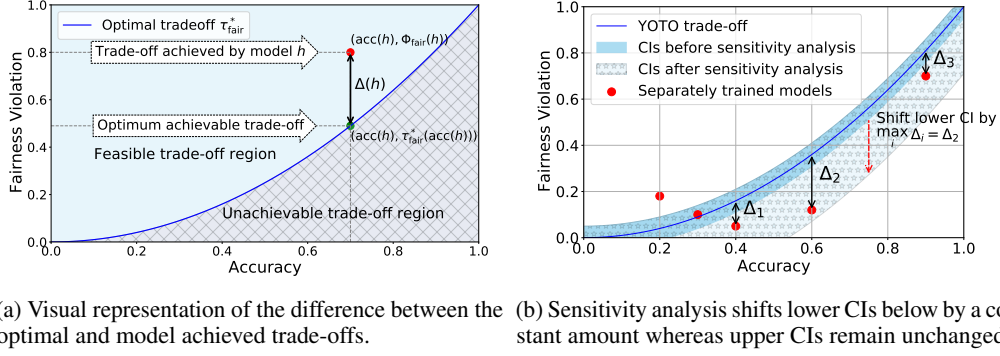 1.0
0.8
0.6
0.4
0.2
0.0
Fairness Violation
Optimal tradeoff τ*fair
Trade-off achieved by model h
(acc(h), Φfair(h))
Δ(h)
Optimum achievable trade-off
(acc(h), τ*fair(acc(h)))
Feasible trade-off region
Unachievable trade-off region
0.0 0.2 0.4 0.6 0.8 1.0
Accuracy
(a) Visual representation of the difference between the
optimal and model achieved trade-offs.
1.0
0.8
0.6
0.4
0.2
0.0
Fairness Violation
YOTO trade-off
CIs before sensitivity analysis
CIs after sensitivity analysis
Separately trained models
Δ3
Shift lower CI by
max Δi = Δ2
i
Δ2
Δ1
0.2 0.4 0.6 0.8 1.0
Accuracy
(b) Sensitivity analysis shifts lower CIs below by a co
stant amount whereas upper CIs remain unchanged